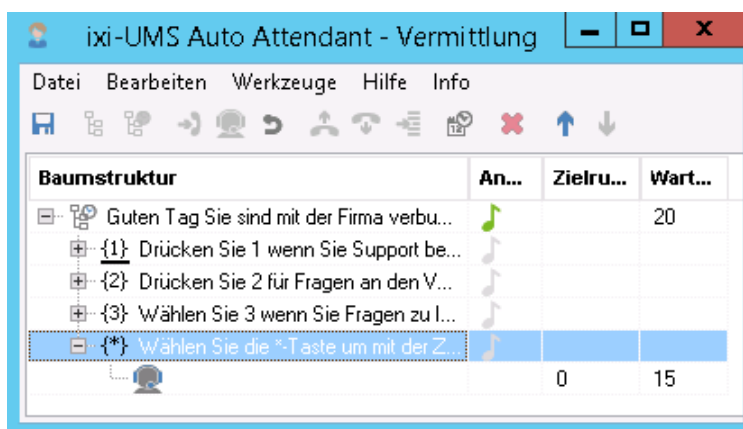 ixi-UMS Auto Attendant - Vermittlung
Datei Bearbeiten Werkzeuge Hilfe Info
12
Baumstruktur An... Zielru... Wart...
Guten Tag Sie sind mit der Firma verbu... 20
{1} Drücken Sie 1 wenn Sie Support be...
{2} Drücken Sie 2 für Fragen an den V...
{3} Wählen Sie 3 wenn Sie Fragen zu I...
{*} Wählen Sie die *-Taste um mit der Z...
0 15